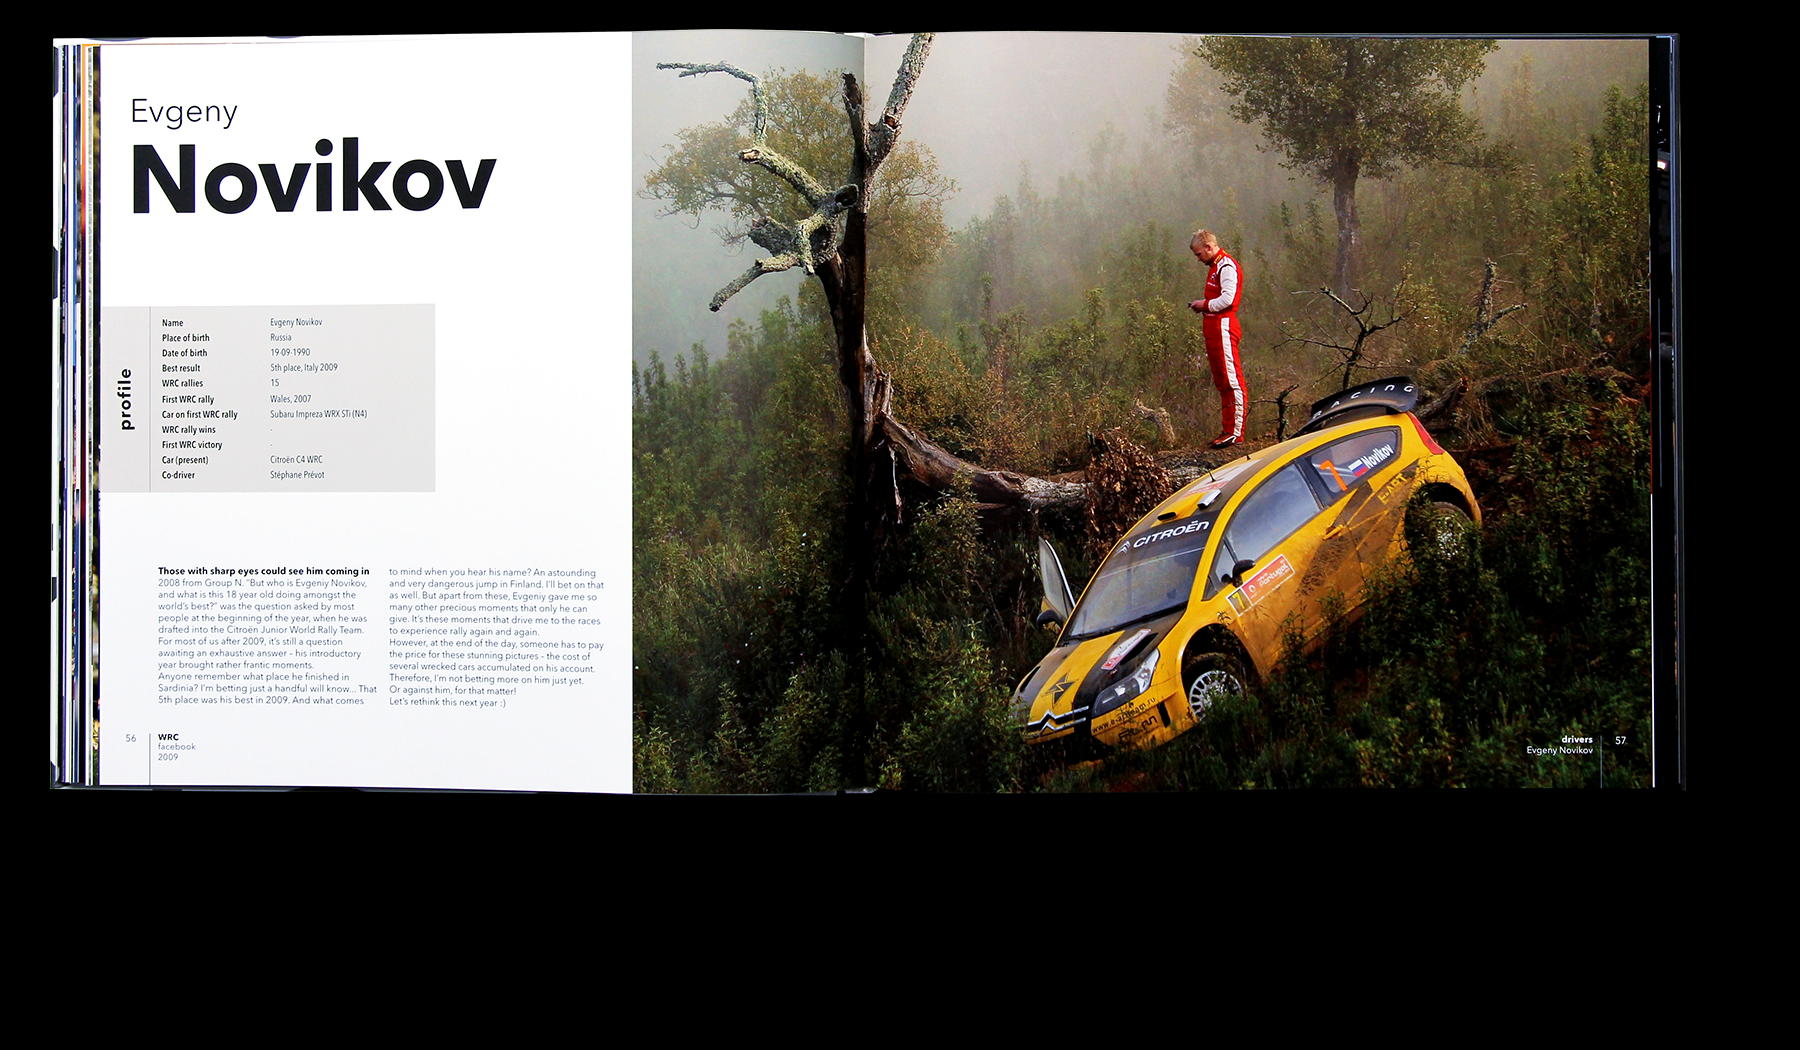 Evgeny
Novikov
profile
Name Evgeny Novikov
Place of birth Russia
Date of birth 19-09-1990
Best result 5th place, Italy 2009
WRC rallies 15
First WRC rally Wales, 2007
Car on first WRC rally Subaru Impreza WRX STi (N4)
WRC rally wins -
First WRC victory -
Car (present) Citroën C4 WRC
Co-driver Stéphane Prévot
Those with sharp eyes could see him coming in
2008 from Group N. "But who is Evgeniy Novikov,
and what is this 18 year old doing amongst the
world's best?" was the question asked by most
people at the beginning of the year, when he was
drafted into the Citroën Junior World Rally Team.
For most of us after 2009, it's still a question
awaiting an exhaustive answer - his introductory
year brought rather frantic moments.
Anyone remember what place he finished in
Sardinia? I'm betting just a handful will know... That
5th place was his best in 2009. And what comes
to mind when you hear his name? An astounding
and very dangerous jump in Finland. I'll bet on that
as well. But apart from these, Evgeniy gave me so
many other precious moments that only he can
give. It's these moments that drive me to the races
to experience rally again and again.
However, at the end of the day, someone has to pay
the price for these stunning pictures - the cost of
several wrecked cars accumulated on his account.
Therefore, I'm not betting more on him just yet.
Or against him, for that matter!
Let's rethink this next year :)
56
WRC
facebook
2009
RACING
7 Novikov
CITROËN
7
Portugal
www.e-aptteam.ru
drivers
Evgeny Novikov
57